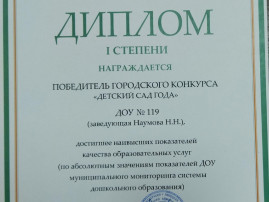 ДИПЛОМ
I СТЕПЕНИ
НАГРАЖДАЕТСЯ
ПОБЕДИТЕЛЬ ГОРОДСКОГО КОНКУРСА
«ДЕТСКИЙ САД ГОДА»
ДОУ № 119
(заведующая Наумова Н.Н.),
достигшее наивысших показателей
качества образовательных услуг
(по абсолютным значениям показателей ДОУ
муниципального мониторинга системы
дошкольного образования)